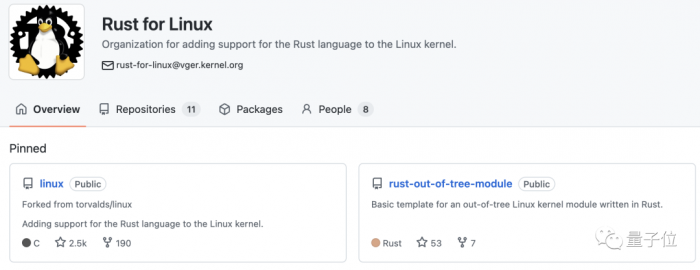 Rust for Linux
Organization for adding support for the Rust language to the Linux kernel.
rust-for-linux@vger.kernel.org
Overview Repositories 11 Packages People 8
Pinned
linux Public
Forked from torvalds/linux
Adding support for the Rust language to the Linux kernel.
C 2.5k 190
rust-out-of-tree-module Public
Basic template for an out-of-tree Linux kernel module written in Rust.
Rust 53 7
量子位